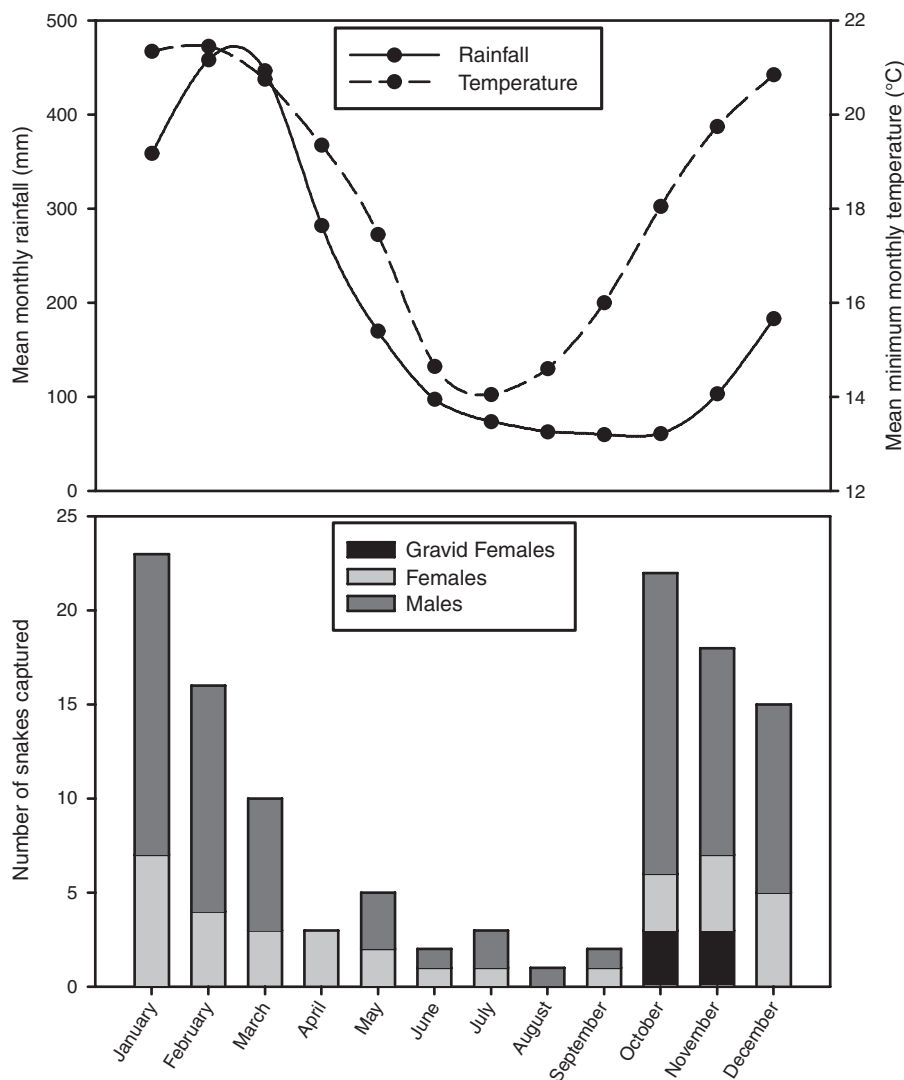 500
400
300
200
100
0
Mean monthly rainfall (mm)
Rainfall
Temperature
22
20
18
16
14
12
Mean minimum monthly temperature (°C)
25
20
15
10
5
0
Number of snakes captured
Gravid Females
Females
Males
January
February
March
April
May
June
July
August
September
October
November
December